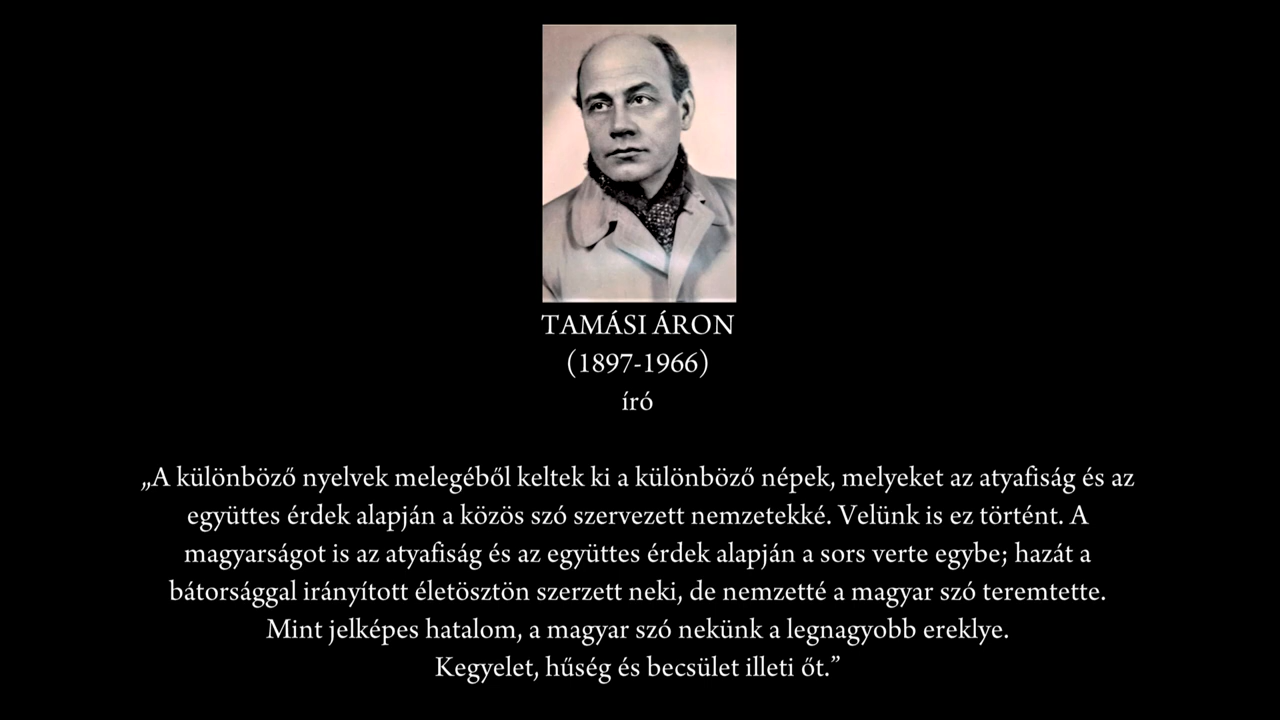 TAMÁSI ÁRON
(1897-1966)
író
„A különböző nyelvek melegéből keltek ki a különböző népek, melyeket az atyafiság és az
együttes érdek alapján a közös szó szervezett nemzetekké. Velünk is ez történt. A
magyarságot is az atyafiság és az együttes érdek alapján a sors verte egybe; hazát a
bátorsággal irányított életösztön szerzett neki, de nemzetté a magyar szó teremtette.
Mint jelképes hatalom, a magyar szó nekünk a legnagyobb ereklye.
Kegyelet, hűség és becsület illeti őt.”